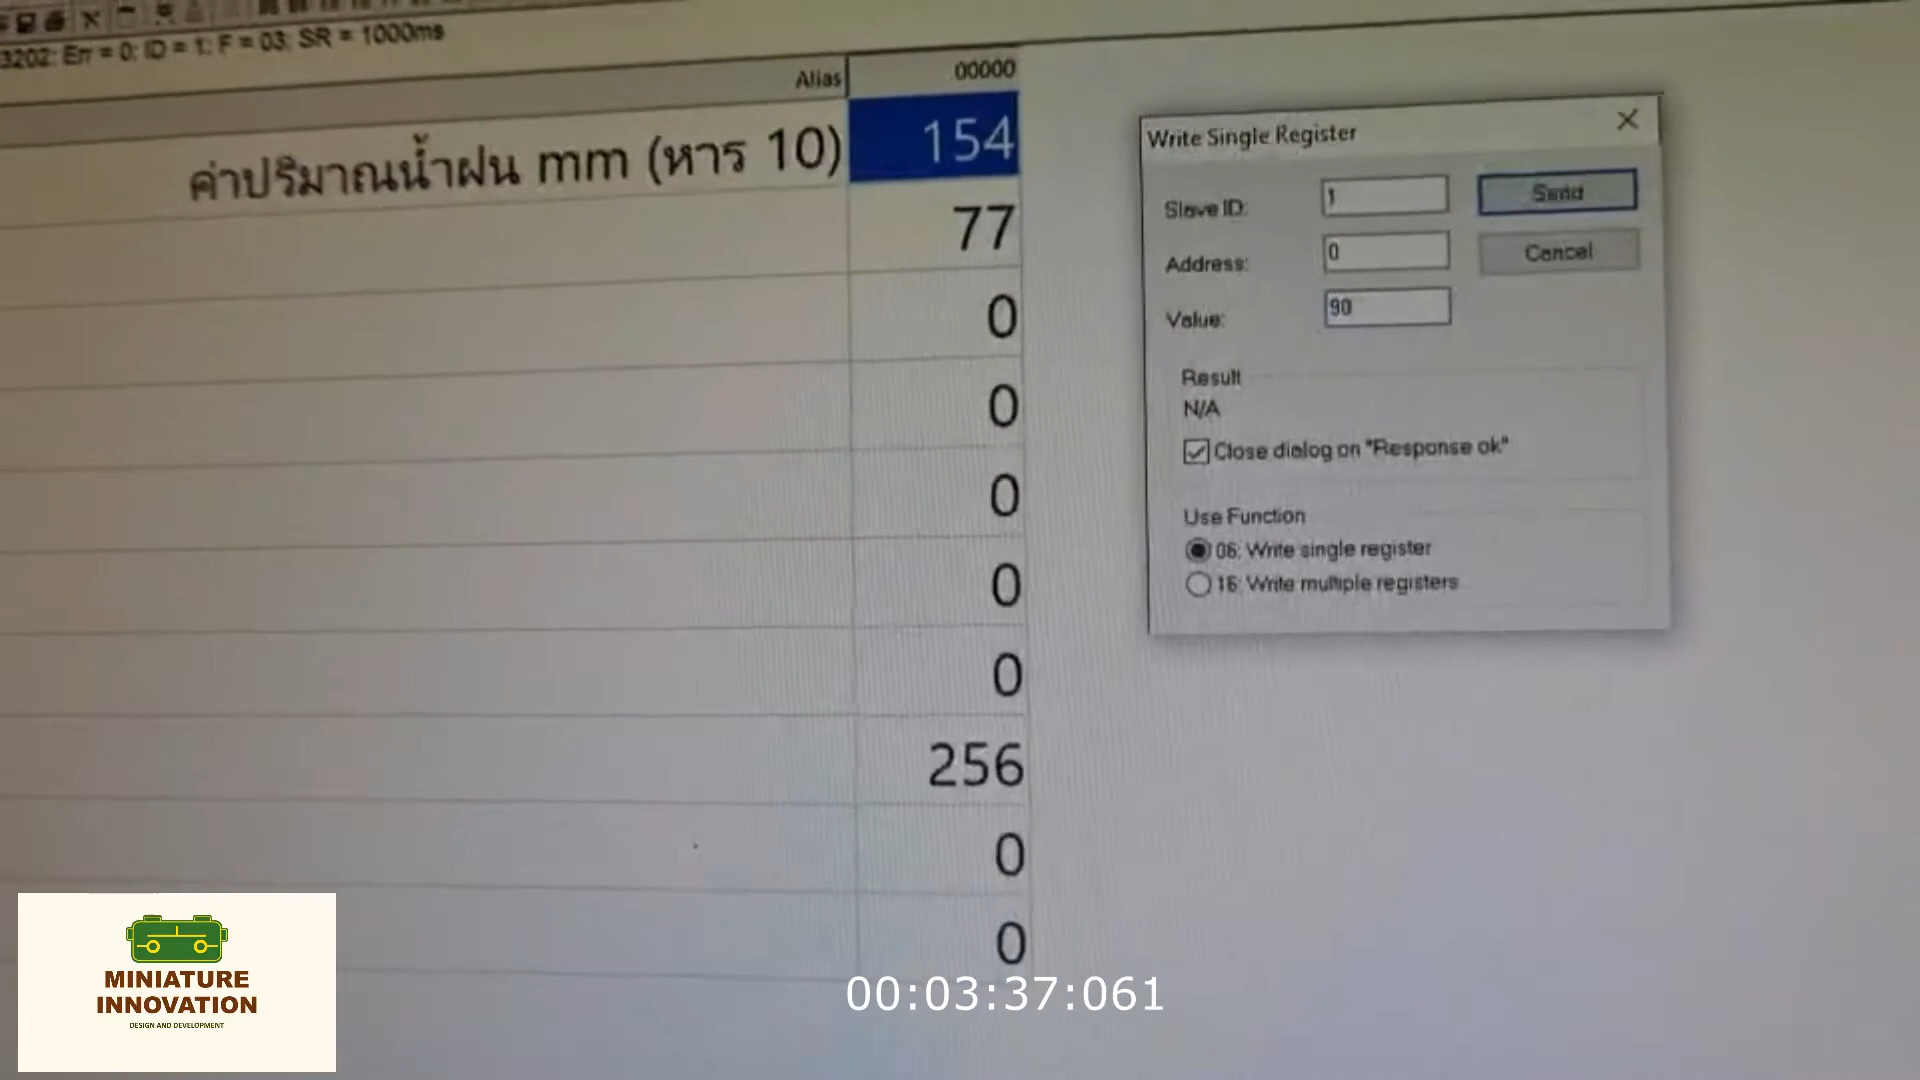 3202: Err = 0: ID = 1: F = 03: SR = 1000ms
Alias 00000
ค่าปริมาณน้ำฝน mm (หาร 10) 154
77
0
0
0
0
0
256
0
0
Write Single Register
Slave ID: 1 Send
Address: 0 Cancel
Value: 90
Result
N/A
Close dialog on "Response ok"
Use Function
06: Write single register
16: Write multiple registers
MINIATURE
INNOVATION
DESIGN AND DEVELOPMENT
00:03:37:061